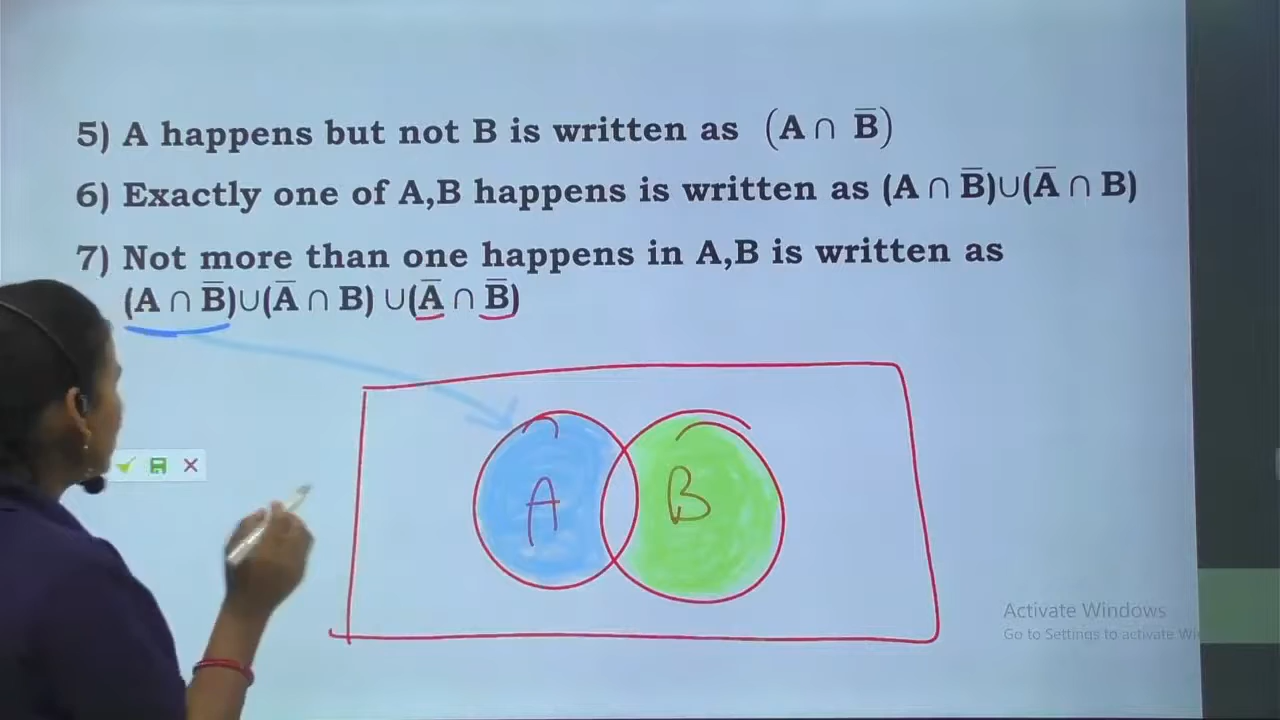 5) A happens but not B is written as (A ∩ B̅)
6) Exactly one of A,B happens is written as (A ∩ B̅)∪(A̅ ∩ B)
7) Not more than one happens in A,B is written as
(A ∩ B̅)∪(A̅ ∩ B) ∪(A̅ ∩ B̅)
A B
Activate Windows
Go to Settings to activate Wi